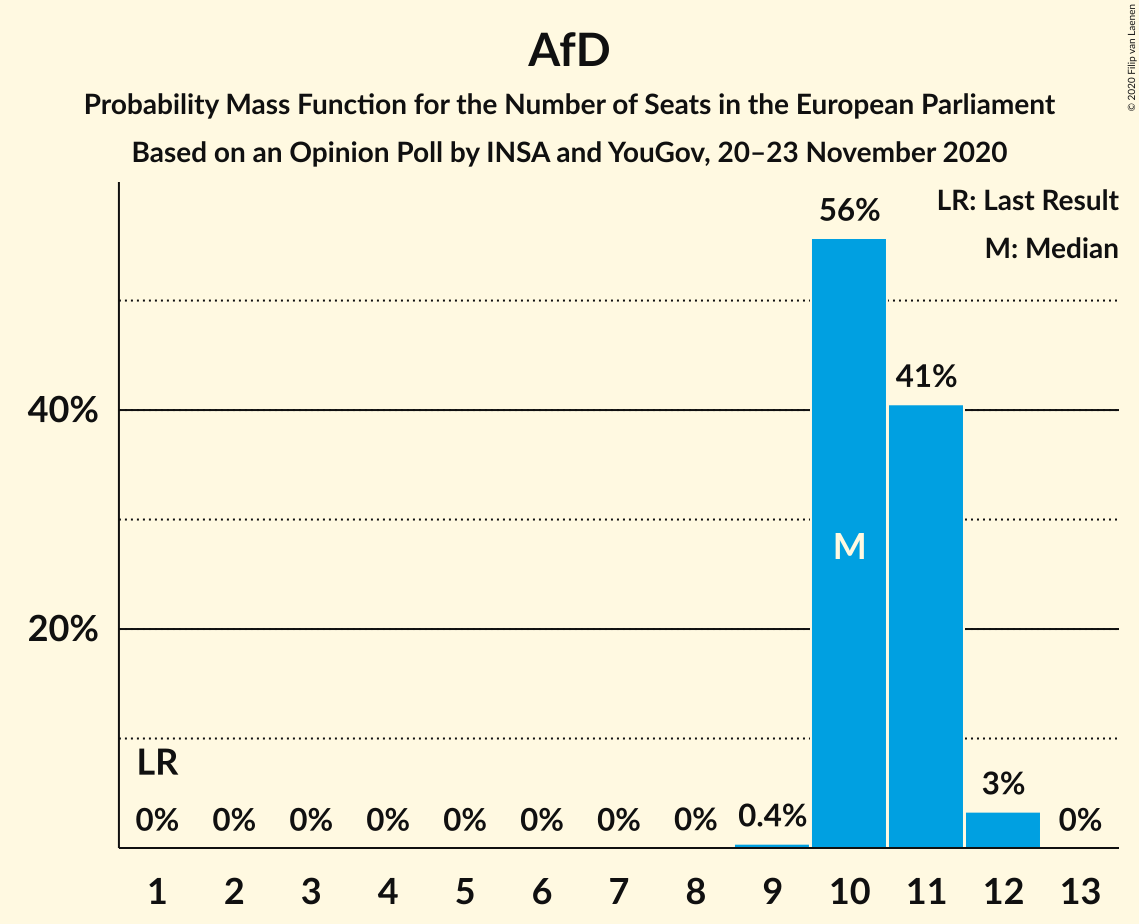 AfD
Probability Mass Function for the Number of Seats in the European Parliament
Based on an Opinion Poll by INSA and YouGov, 20–23 November 2020
© 2020 Filip van Laenen
LR: Last Result
M: Median
56%
41%
40%
M
20%
LR
0% 0% 0% 0% 0% 0% 0% 0% 0.4% 3% 0%
1 2 3 4 5 6 7 8 9 10 11 12 13